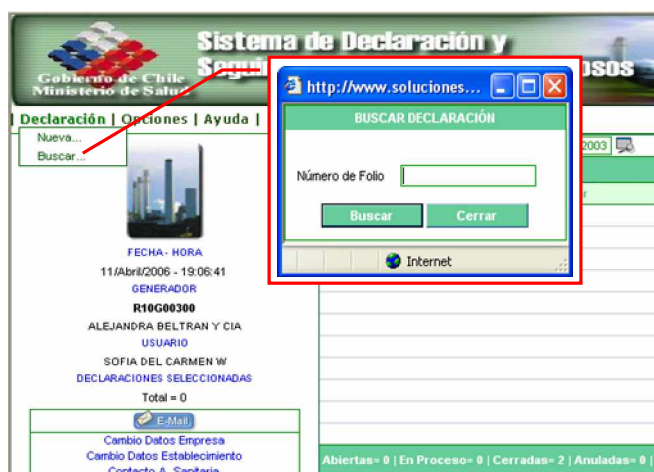 Sistema de Declaración y
Gobierno de Chile
Ministerio de Salud
Segui
osos
http://www.soluciones...
| Declaración | Opciones | Ayuda |
Nueva...
Buscar...
BUSCAR DECLARACIÓN
2003
Número de Folio
Buscar
Cerrar
Internet
FECHA- HORA
11/Abril/2006 - 19:06:41
GENERADOR
R10G00300
ALEJANDRA BELTRAN Y CIA
USUARIO
SOFIA DEL CARMEN W
DECLARACIONES SELECCIONADAS
Total = 0
E-Mail
Cambio Datos Empresa
Cambio Datos Establecimiento
Contacto A. Sanitaria
Abiertas= 0 | En Proceso= 0 | Cerradas= 2 | Anuladas= 0 |